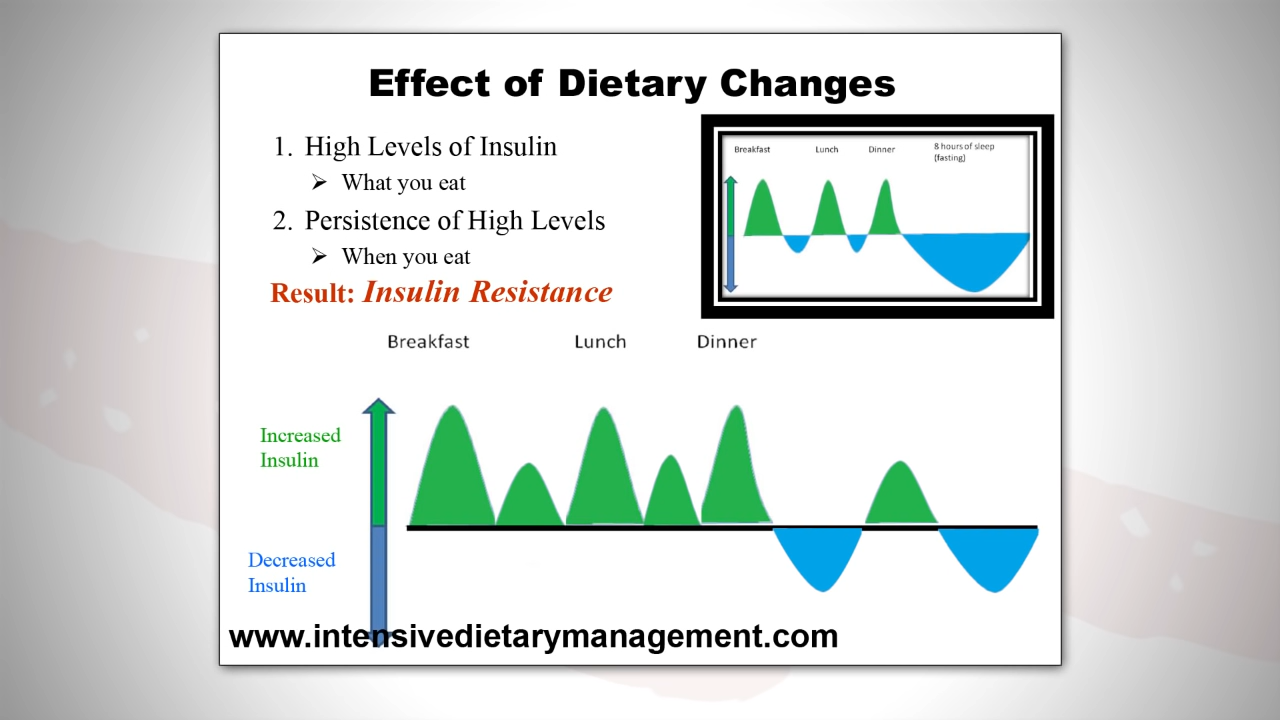 Effect of Dietary Changes
1. High Levels of Insulin
➢ What you eat
2. Persistence of High Levels
➢ When you eat
Result: Insulin Resistance
Breakfast Lunch Dinner 8 hours of sleep
(fasting)
Breakfast Lunch Dinner
Increased
Insulin
Decreased
Insulin
www.intensivedietarymanagement.com